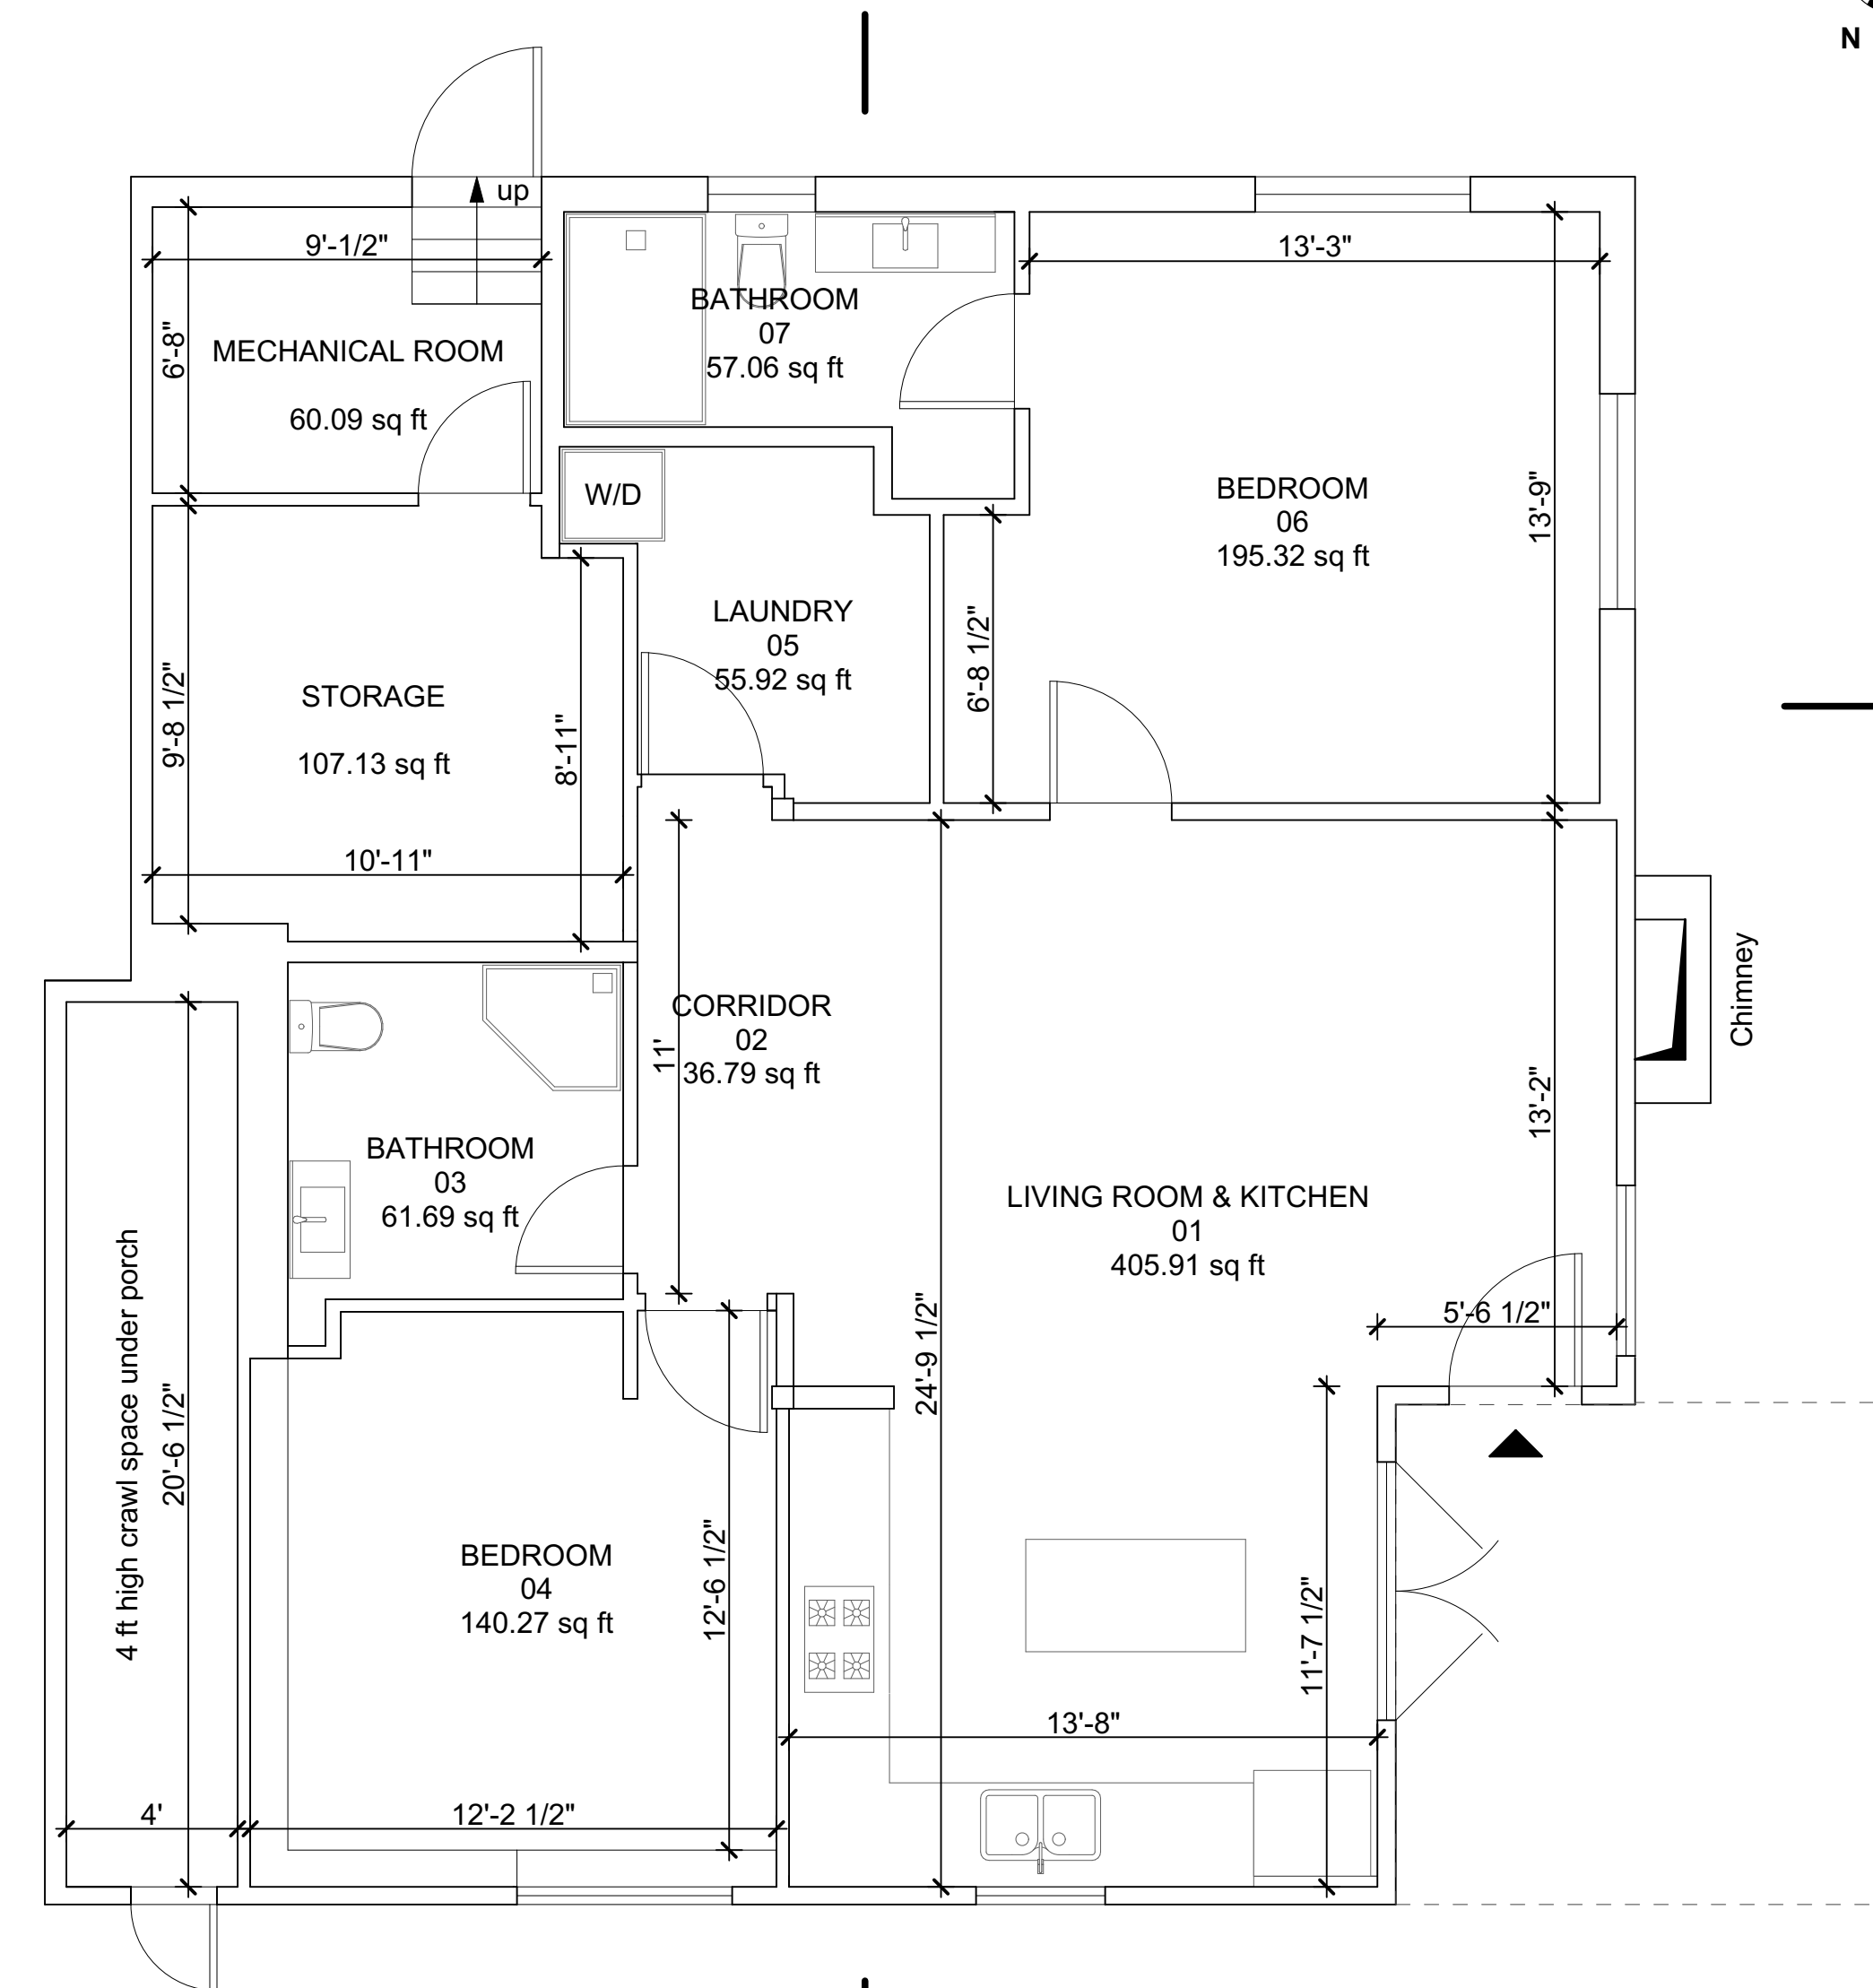 N
up
9'-1/2"
13'-3"
6'-8"
MECHANICAL ROOM
60.09 sq ft
BATHROOM
07
57.06 sq ft
W/D
BEDROOM
06
195.32 sq ft
13'-9"
LAUNDRY
05
55.92 sq ft
6'-8 1/2"
STORAGE
107.13 sq ft
9'-8 1/2"
8'-11"
10'-11"
CORRIDOR
02
36.79 sq ft
11'
Chimney
13'-2"
BATHROOM
03
61.69 sq ft
LIVING ROOM & KITCHEN
01
405.91 sq ft
5'-6 1/2"
24'-9 1/2"
4 ft high crawl space under porch
20'-6 1/2"
BEDROOM
04
140.27 sq ft
12'-6 1/2"
11'-7 1/2"
13'-8"
4'
12'-2 1/2"